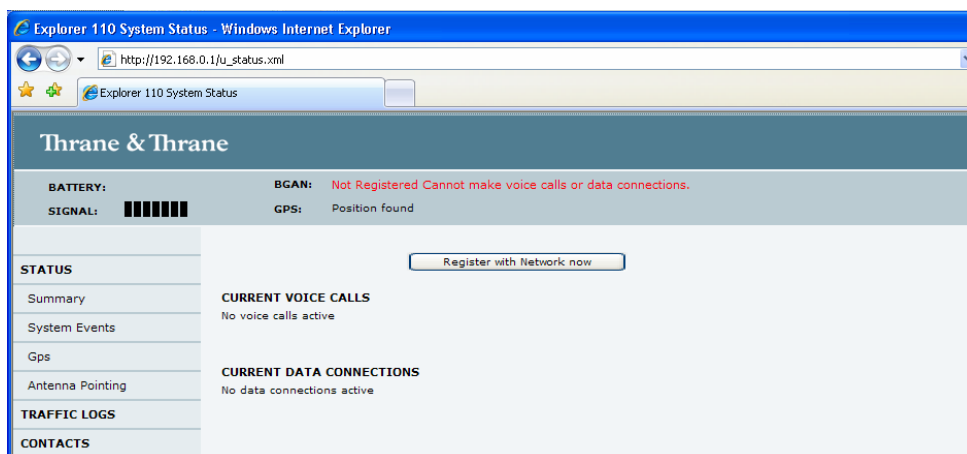 Explorer 110 System Status - Windows Internet Explorer
http://192.168.0.1/u_status.xml
Explorer 110 System Status
Thrane & Thrane
BATTERY:
BGAN: Not Registered Cannot make voice calls or data connections.
SIGNAL:
GPS: Position found
Register with Network now
STATUS
Summary
System Events
Gps
Antenna Pointing
TRAFFIC LOGS
CONTACTS
CURRENT VOICE CALLS
No voice calls active
CURRENT DATA CONNECTIONS
No data connections active